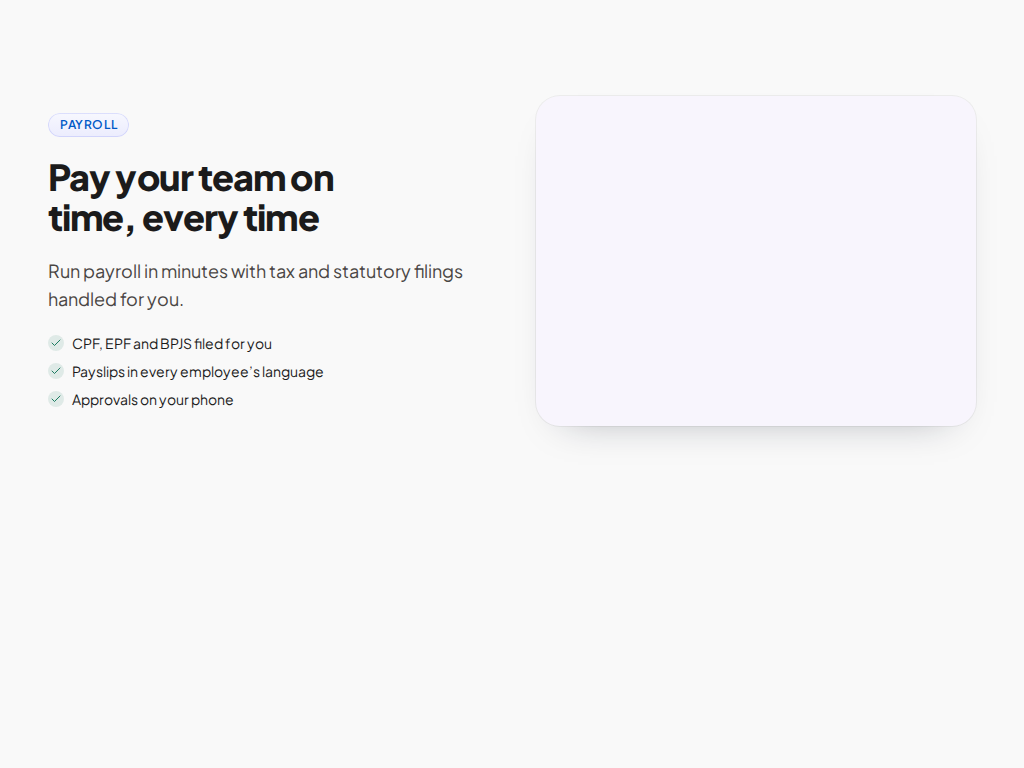 PAYROLL
Pay your team on
time, every time
Run payroll in minutes with tax and statutory filings
handled for you.
CPF, EPF and BPJS filed for you
Payslips in every employee’s language
Approvals on your phone